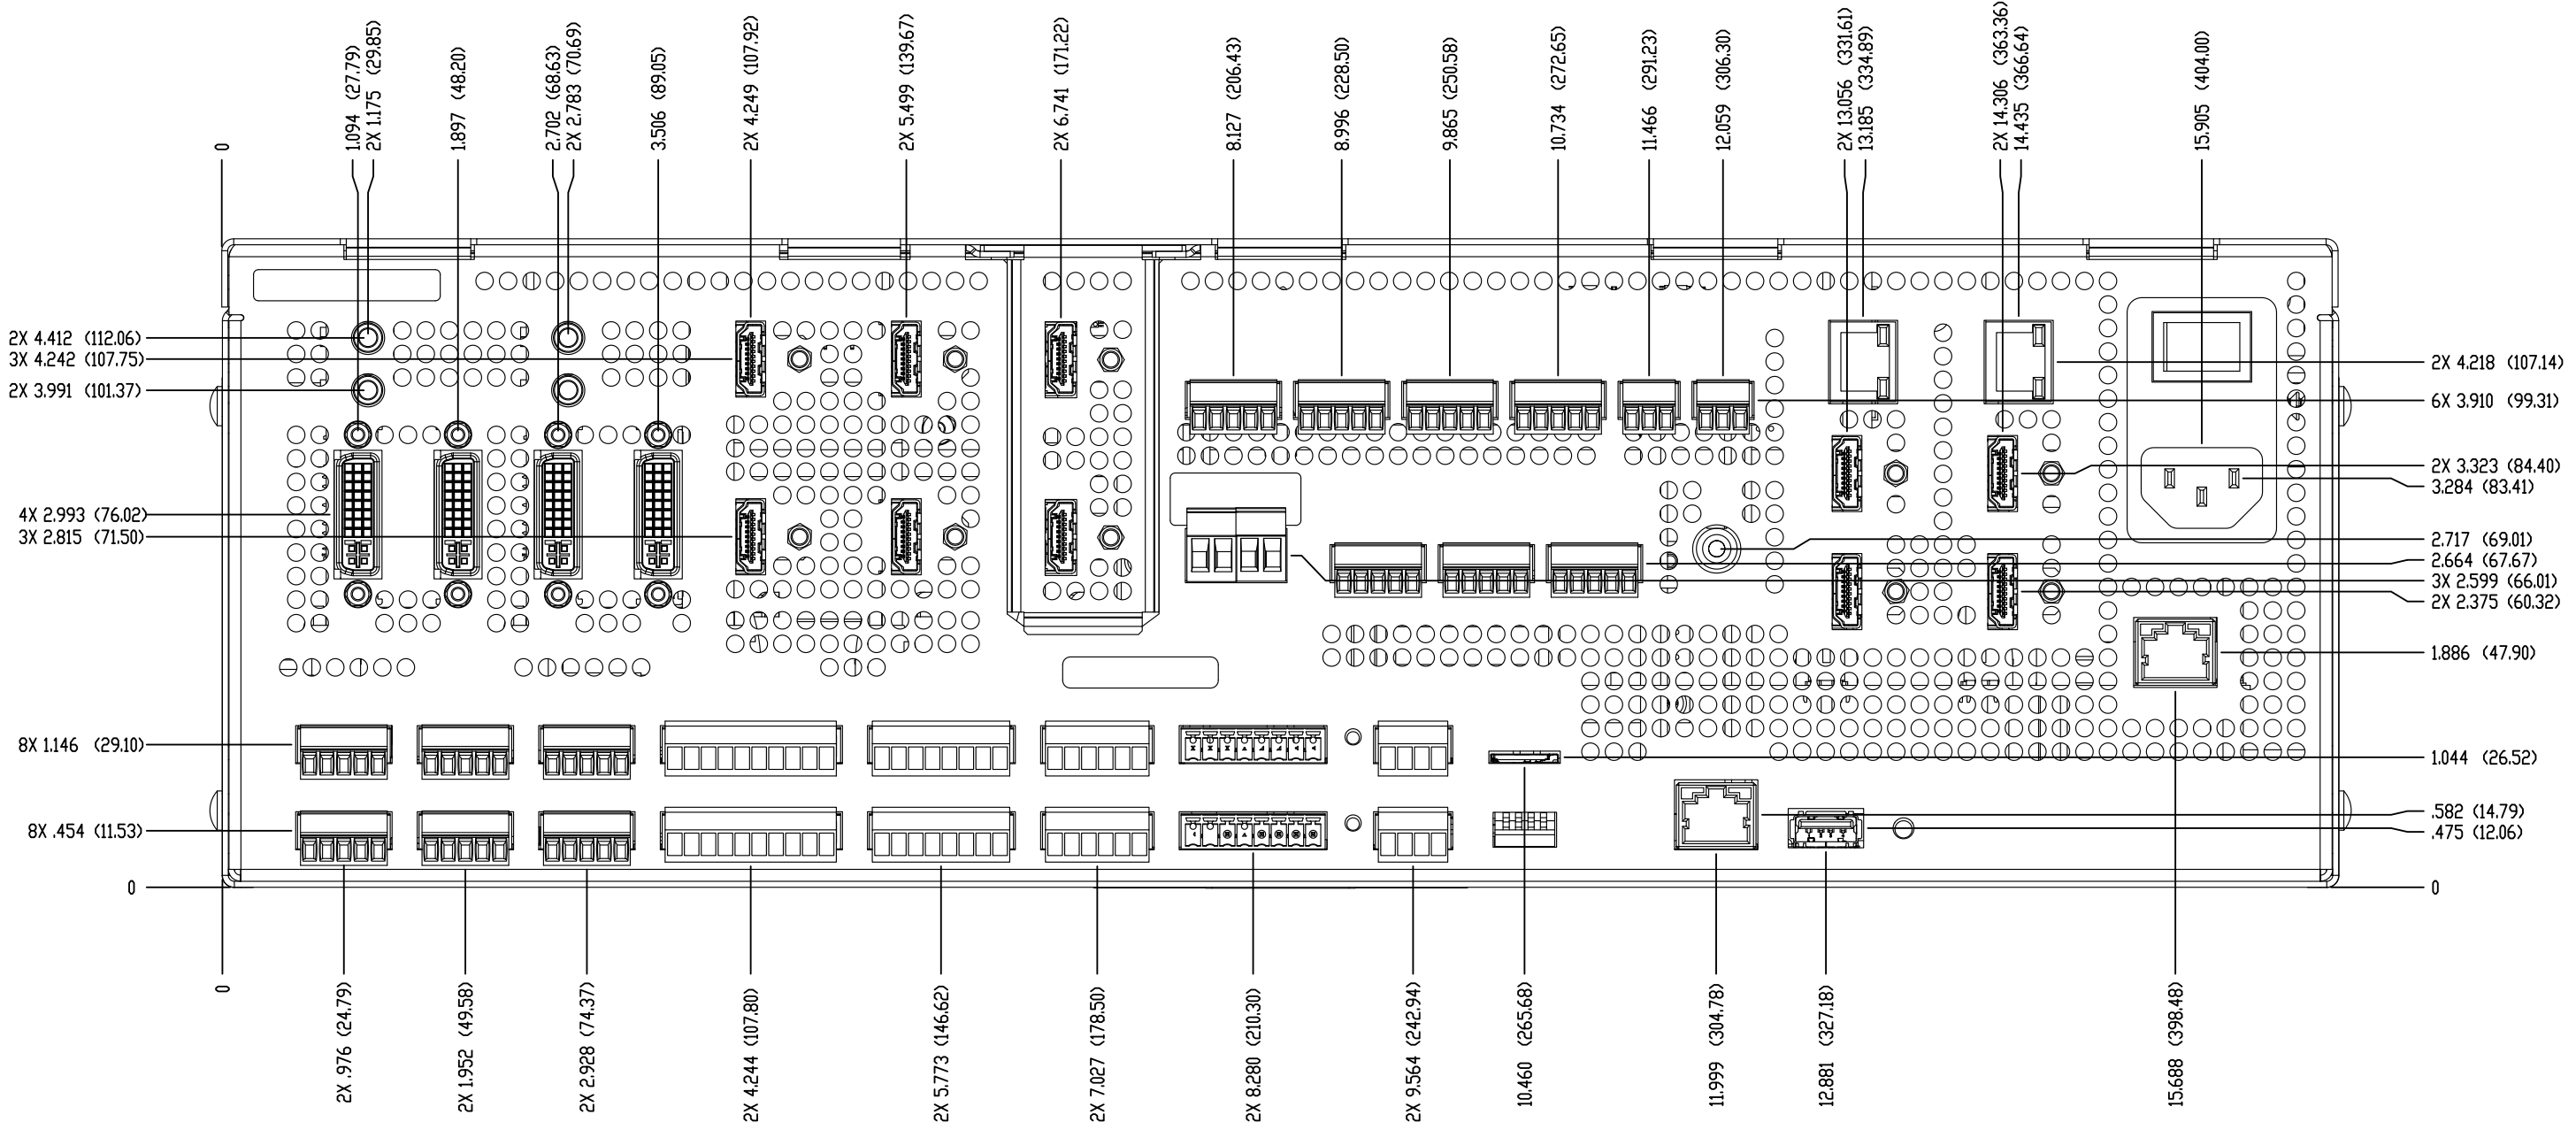 0
1.094 (27.79)
2X 1.175 (29.85)
1.897 (48.20)
2.702 (68.63)
2X 2.783 (70.69)
3.506 (89.05)
2X 4.249 (107.92)
2X 5.499 (139.67)
2X 6.741 (171.22)
8.127 (206.43)
8.996 (228.50)
9.865 (250.58)
10.734 (272.65)
11.466 (291.23)
12.059 (306.30)
2X 13.056 (331.61)
13.185 (334.89)
2X 14.306 (363.36)
14.435 (366.64)
15.905 (404.00)
2X 4.412 (112.06)
3X 4.242 (107.75)
2X 3.991 (101.37)
4X 2.993 (76.02)
3X 2.815 (71.50)
8X 1.146 (29.10)
8X .454 (11.53)
0
2X 4.218 (107.14)
6X 3.910 (99.31)
2X 3.323 (84.40)
3.284 (83.41)
2.717 (69.01)
2.664 (67.67)
3X 2.599 (66.01)
2X 2.375 (60.32)
1.886 (47.90)
1.044 (26.52)
.582 (14.79)
.475 (12.06)
0
0
2X .976 (24.79)
2X 1.952 (49.58)
2X 2.928 (74.37)
2X 4.244 (107.80)
2X 5.773 (146.62)
2X 7.027 (178.50)
2X 8.280 (210.30)
2X 9.564 (242.94)
10.460 (265.68)
11.999 (304.78)
12.881 (327.18)
15.688 (398.48)